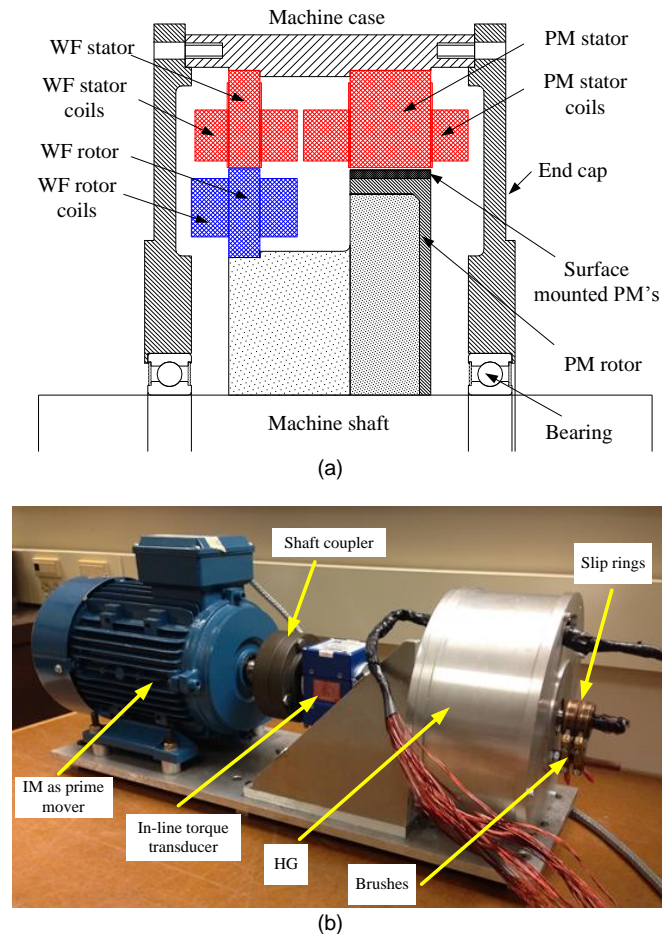 Machine case
WF stator
PM stator
WF stator
coils
PM stator
coils
WF rotor
WF rotor
coils
End cap
Surface
mounted PM's
PM rotor
Machine shaft
Bearing
(a)
Shaft coupler
Slip rings
IM as prime
mover
In-line torque
transducer
HG
Brushes
(b)